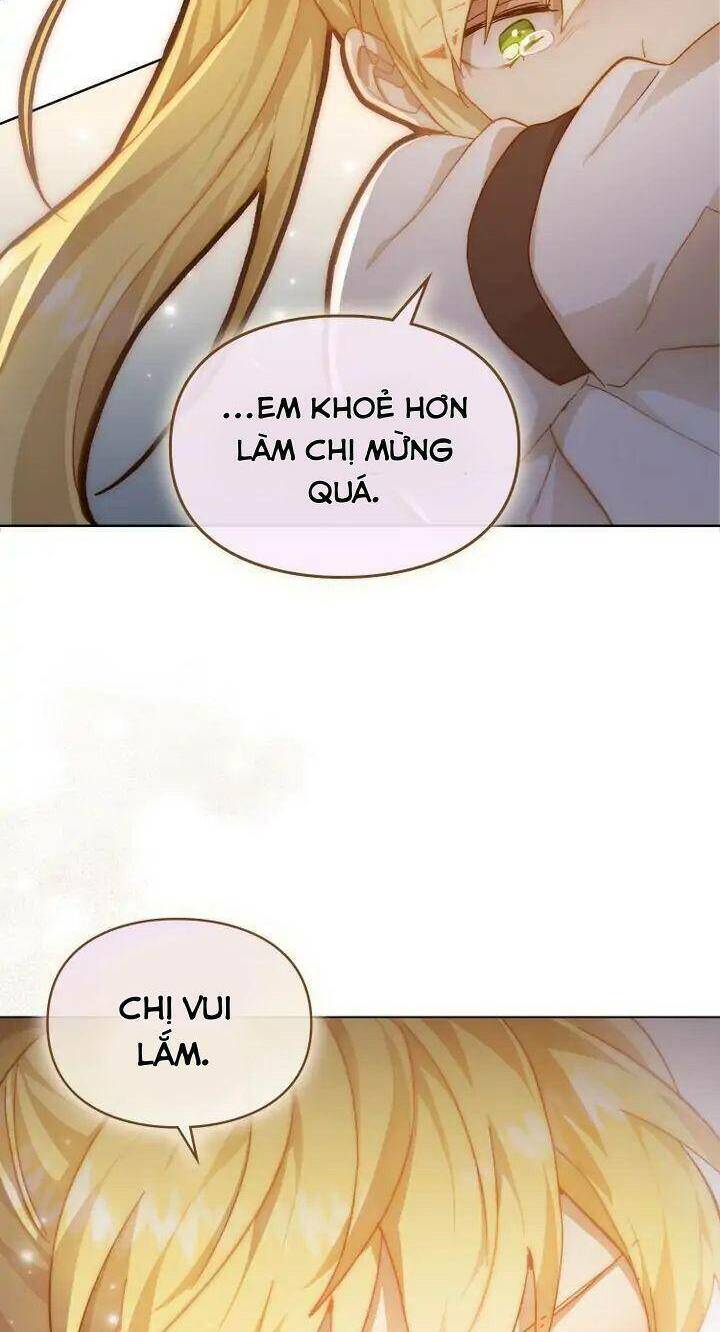 ...EM KHOẺ HƠN
LÀM CHỊ MỪNG
QUÁ.
CHỊ VUI
LẮM.